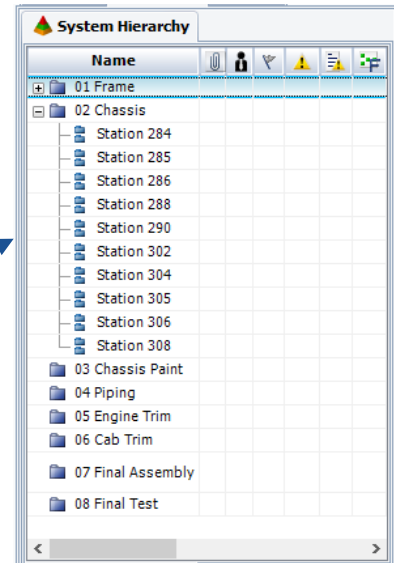 System Hierarchy
Name
01 Frame
02 Chassis
Station 284
Station 285
Station 286
Station 288
Station 290
Station 302
Station 304
Station 305
Station 306
Station 308
03 Chassis Paint
04 Piping
05 Engine Trim
06 Cab Trim
07 Final Assembly
08 Final Test